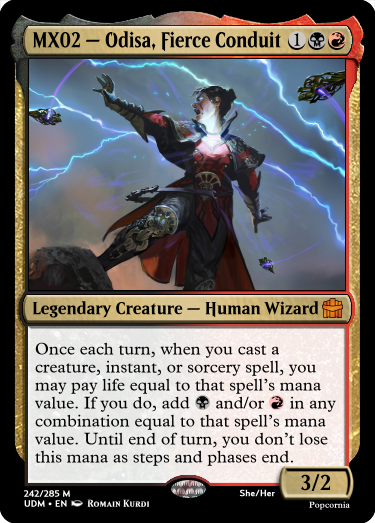 MX02 — Odisa, Fierce Conduit 1
Legendary Creature — Human Wizard
Once each turn, when you cast a
creature, instant, or sorcery spell, you
may pay life equal to that spell's mana
value. If you do, add and/or in any
combination equal to that spell's mana
value. Until end of turn, you don't lose
this mana as steps and phases end.
3/2
242/285 M
UDM • EN Romain Kurdi
She/Her
Popcornia